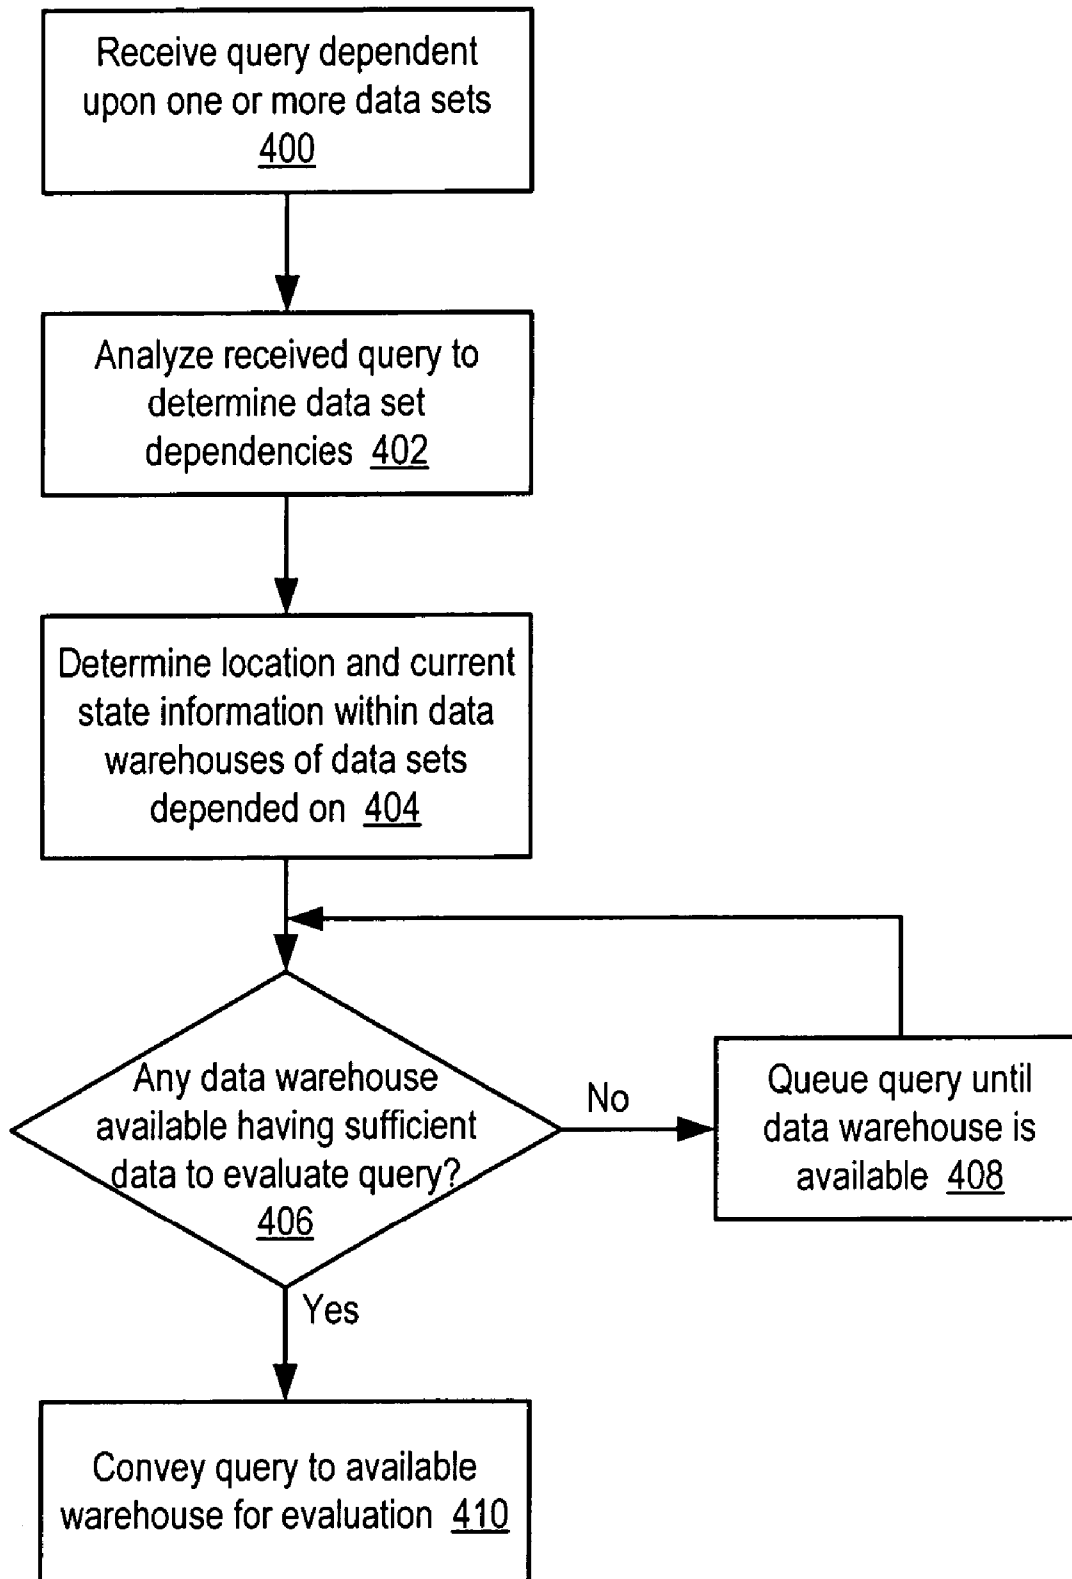 Receive query dependent
upon one or more data sets
400
Analyze received query to
determine data set
dependencies 402
Determine location and current
state information within data
warehouses of data sets
depended on 404
Any data warehouse
available having sufficient
data to evaluate query?
406
No
Queue query until
data warehouse is
available 408
Yes
Convey query to available
warehouse for evaluation 410